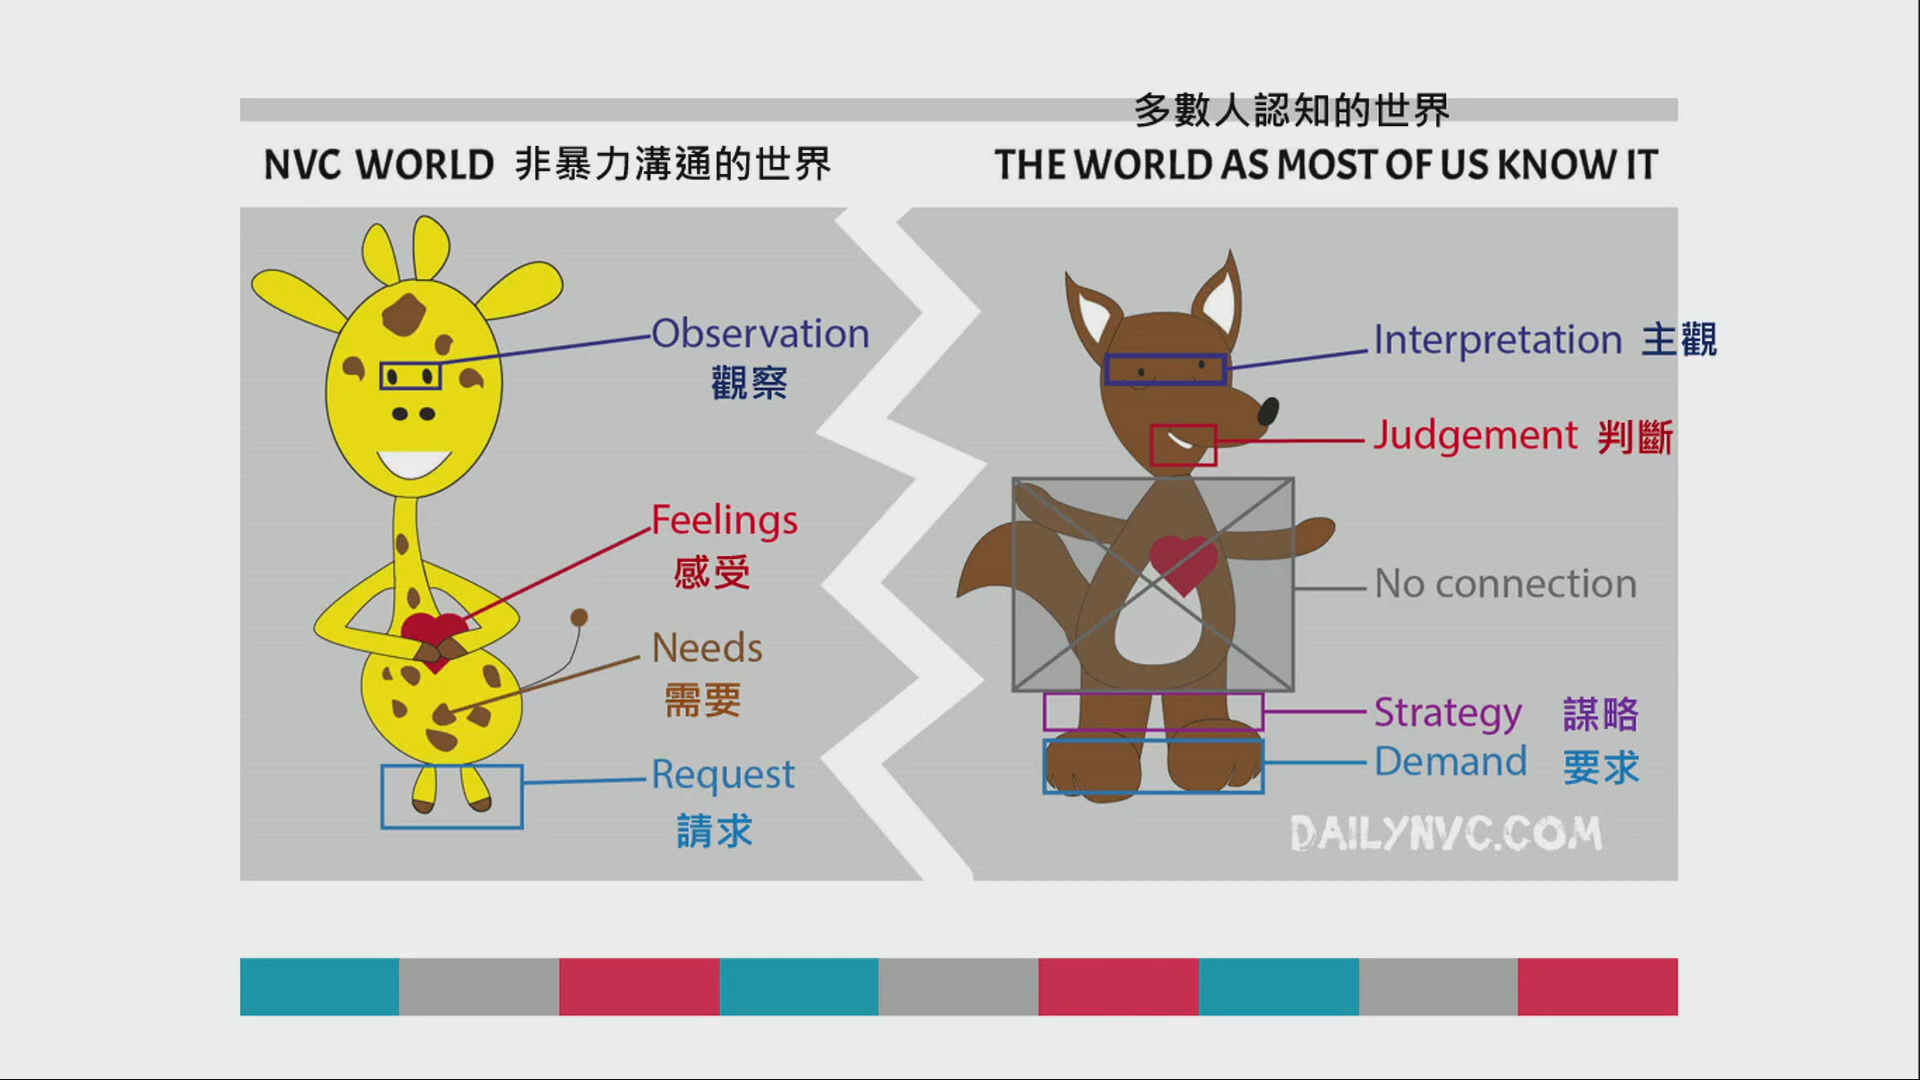 多數人認知的世界
NVC WORLD 非暴力溝通的世界
THE WORLD AS MOST OF US KNOW IT
Observation
觀察
Feelings
感受
Needs
需要
Request
請求
Interpretation 主觀
Judgement 判斷
No connection
Strategy 謀略
Demand 要求
DAILYNVC.COM